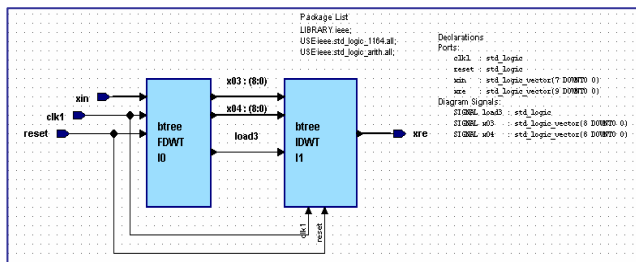 Package List
LIBRARY ieee;
USE ieee.std_logic_1164.all;
USE ieee.std_logic_arith.all;
Declarations
Ports:
clk1 : std_logic
reset : std_logic
xin : std_logic_vector(7 DOWNTO 0)
xre : std_logic_vector(9 DOWNTO 0)
Diagram Signals:
SIGNAL load3 : std_logic
SIGNAL x03 : std_logic_vector(8 DOWNTO 0)
SIGNAL x04 : std_logic_vector(8 DOWNTO 0)
xin
clk1
reset
btree
FDWT
I0
x03 : (8:0)
x04 : (8:0)
load3
btree
IDWT
I1
xre
clk1
reset